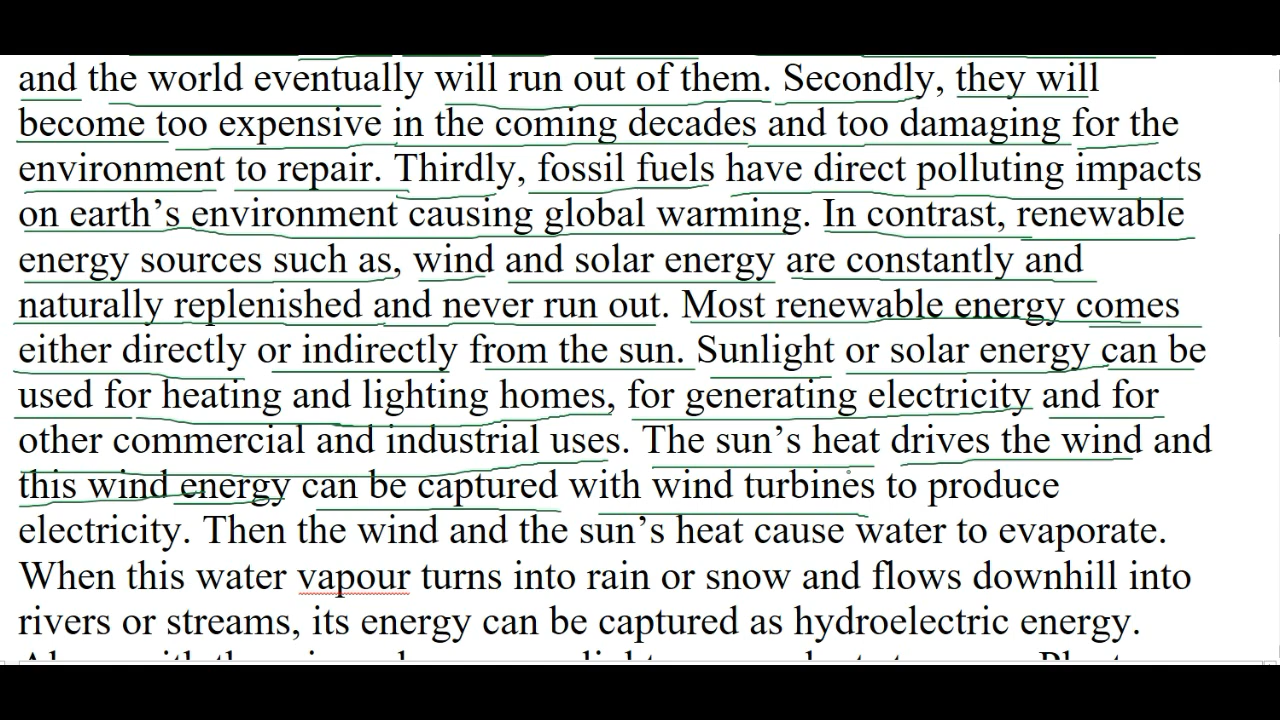 and the world eventually will run out of them. Secondly, they will
become too expensive in the coming decades and too damaging for the
environment to repair. Thirdly, fossil fuels have direct polluting impacts
on earth’s environment causing global warming. In contrast, renewable
energy sources such as, wind and solar energy are constantly and
naturally replenished and never run out. Most renewable energy comes
either directly or indirectly from the sun. Sunlight or solar energy can be
used for heating and lighting homes, for generating electricity and for
other commercial and industrial uses. The sun’s heat drives the wind and
this wind energy can be captured with wind turbines to produce
electricity. Then the wind and the sun’s heat cause water to evaporate.
When this water vapour turns into rain or snow and flows downhill into
rivers or streams, its energy can be captured as hydroelectric energy.